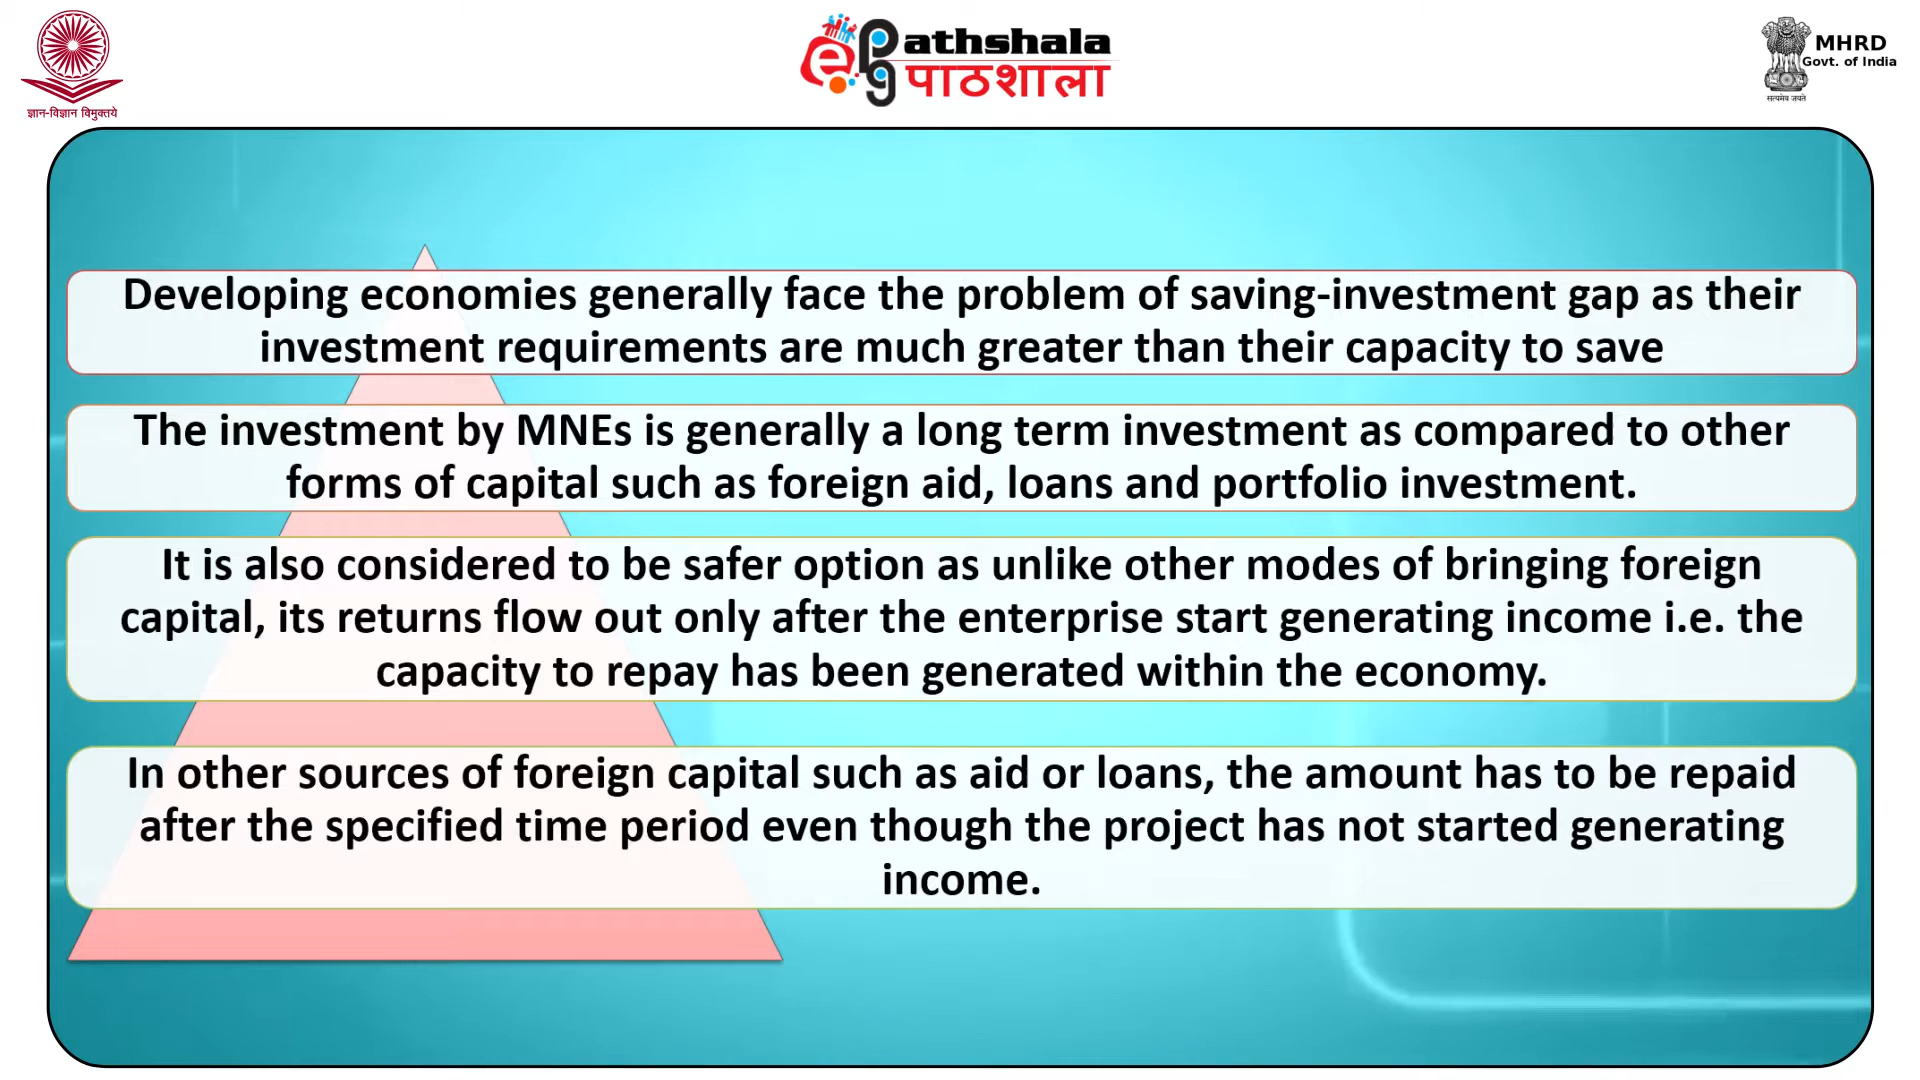 ज्ञान-विज्ञान विमुक्तये
e
PG
athshala
पाठशाला
MHRD
Govt. of India
सत्यमेव जयते
Developing economies generally face the problem of saving-investment gap as their
investment requirements are much greater than their capacity to save
The investment by MNEs is generally a long term investment as compared to other
forms of capital such as foreign aid, loans and portfolio investment.
It is also considered to be safer option as unlike other modes of bringing foreign
capital, its returns flow out only after the enterprise start generating income i.e. the
capacity to repay has been generated within the economy.
In other sources of foreign capital such as aid or loans, the amount has to be repaid
after the specified time period even though the project has not started generating
income.